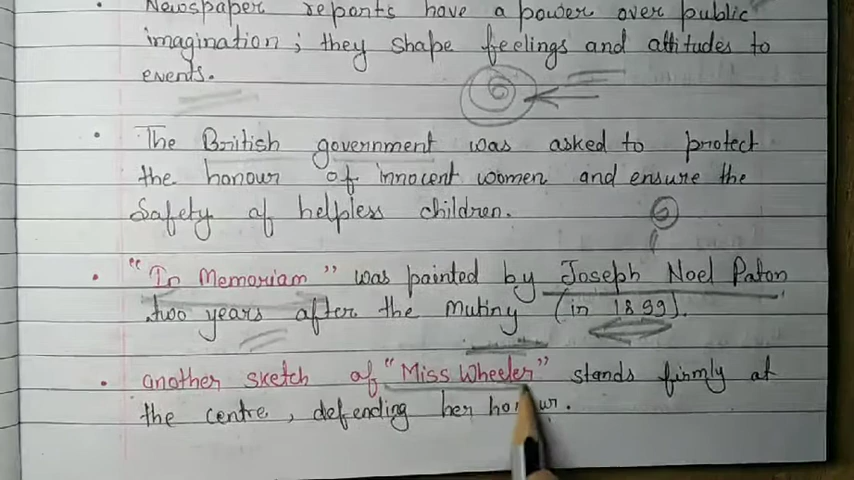 • Newspaper reports have a power over public
imagination; they shape feelings and attitudes to
events.
• The British government was asked to protect
the honour of innocent women and ensure the
safety of helpless children.
• "In Memoriam" was painted by Joseph Noel Paton
two years after the mutiny (in 1859).
• another sketch of "Miss Wheeler" stands firmly at
the centre, defending her honour.